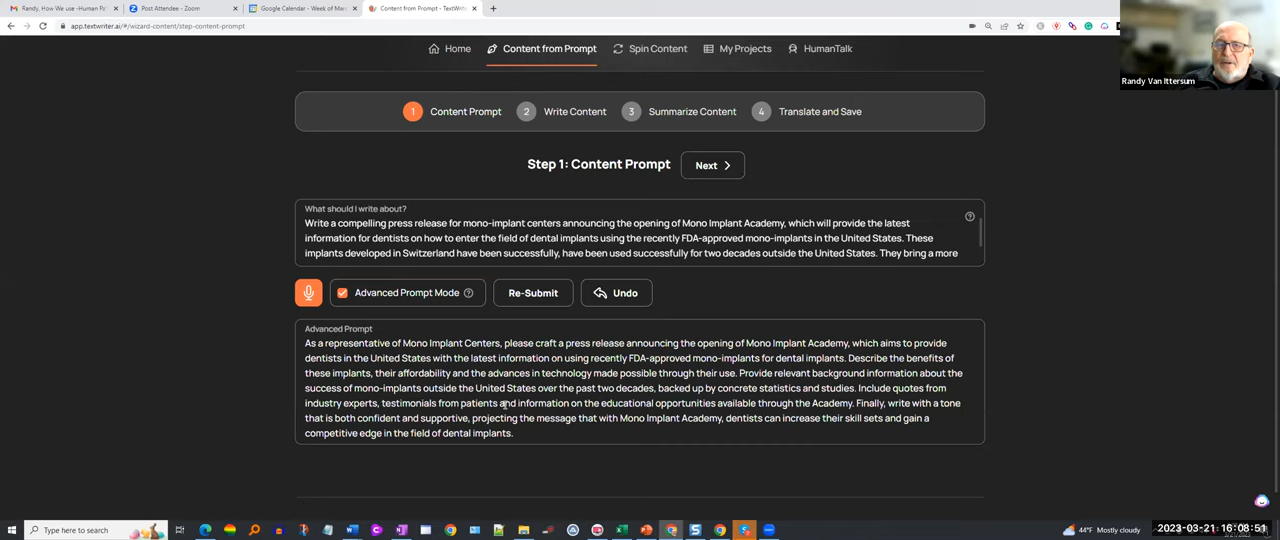 Randy, How We use -Human Pa
Post Attendee - Zoom
Google Calendar - Week of Marc
Content from Prompt - TextWrite
app.textwriter.ai/#/wizard-content/step-content-prompt
Randy Van Ittersum
Home
Content from Prompt
Spin Content
My Projects
HumanTalk
1 Content Prompt
2 Write Content
3 Summarize Content
4 Translate and Save
Step 1: Content Prompt
Next
What should I write about?
Write a compelling press release for mono-implant centers announcing the opening of Mono Implant Academy, which will provide the latest
information for dentists on how to enter the field of dental implants using the recently FDA-approved mono-implants in the United States. These
implants developed in Switzerland have been successfully, have been used successfully for two decades outside the United States. They bring a more
Advanced Prompt Mode
Re-Submit
Undo
Advanced Prompt
As a representative of Mono Implant Centers, please craft a press release announcing the opening of Mono Implant Academy, which aims to provide
dentists in the United States with the latest information on using recently FDA-approved mono-implants for dental implants. Describe the benefits of
these implants, their affordability and the advances in technology made possible through their use. Provide relevant background information about the
success of mono-implants outside the United States over the past two decades, backed up by concrete statistics and studies. Include quotes from
industry experts, testimonials from patients and information on the educational opportunities available through the Academy. Finally, write with a tone
that is both confident and supportive, projecting the message that with Mono Implant Academy, dentists can increase their skill sets and gain a
competitive edge in the field of dental implants.
Type here to search
44°F Mostly cloudy
2023-03-21 16:08:51